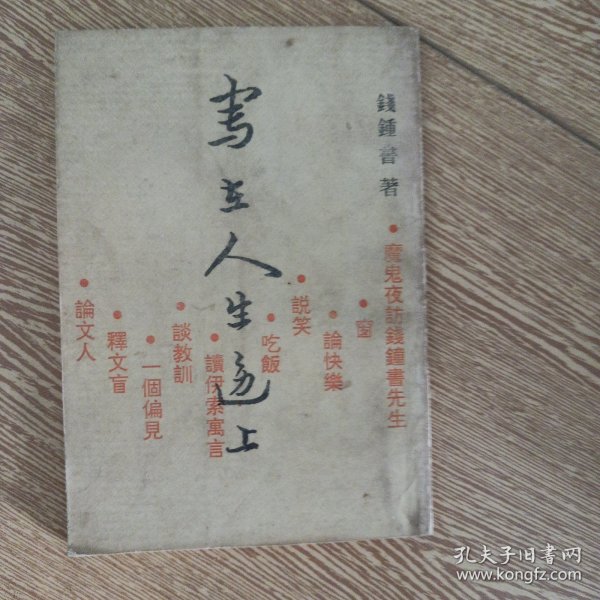 錢鍾書著
寫在人生邊上
•魔鬼夜訪錢鍾書先生
•窗
•論快樂
•説笑
•吃飯
•讀伊索寓言
•談教訓
•一個偏見
•釋文盲
•論文人
孔夫子旧书网
www.kongfz.com